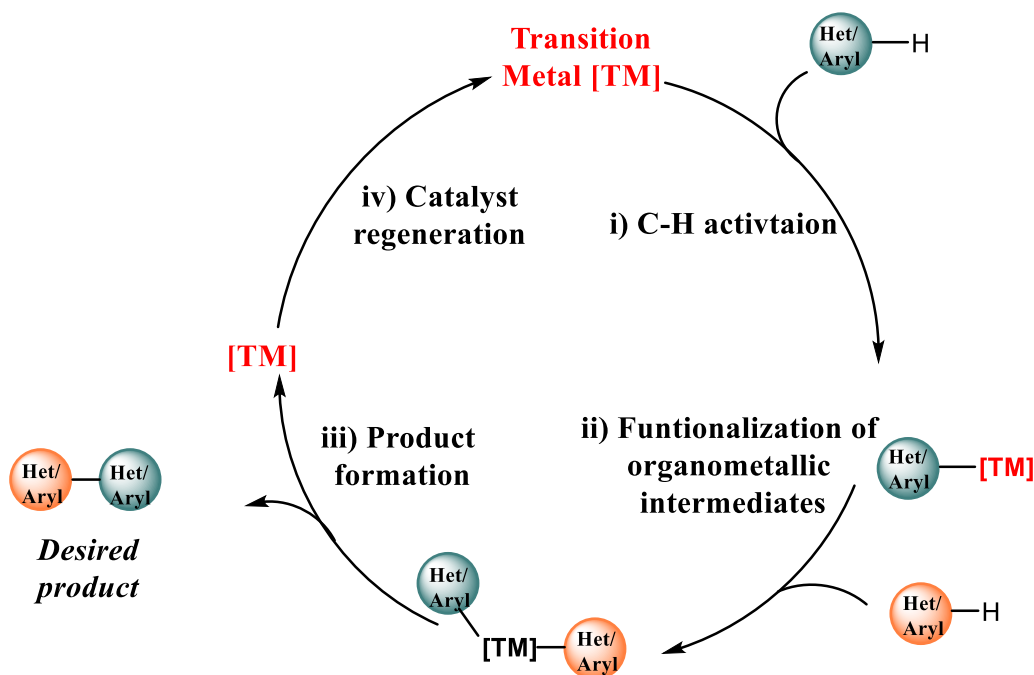 Transition
Metal [TM]
Het/
Aryl
H
i) C-H activtaion
ii) Funtionalization of
organometallic
intermediates
Het/
Aryl
[TM]
Het/
Aryl
H
Het/
Aryl
[TM]
Het/
Aryl
iii) Product
formation
Het/
Aryl
Het/
Aryl
Desired
product
[TM]
iv) Catalyst
regeneration